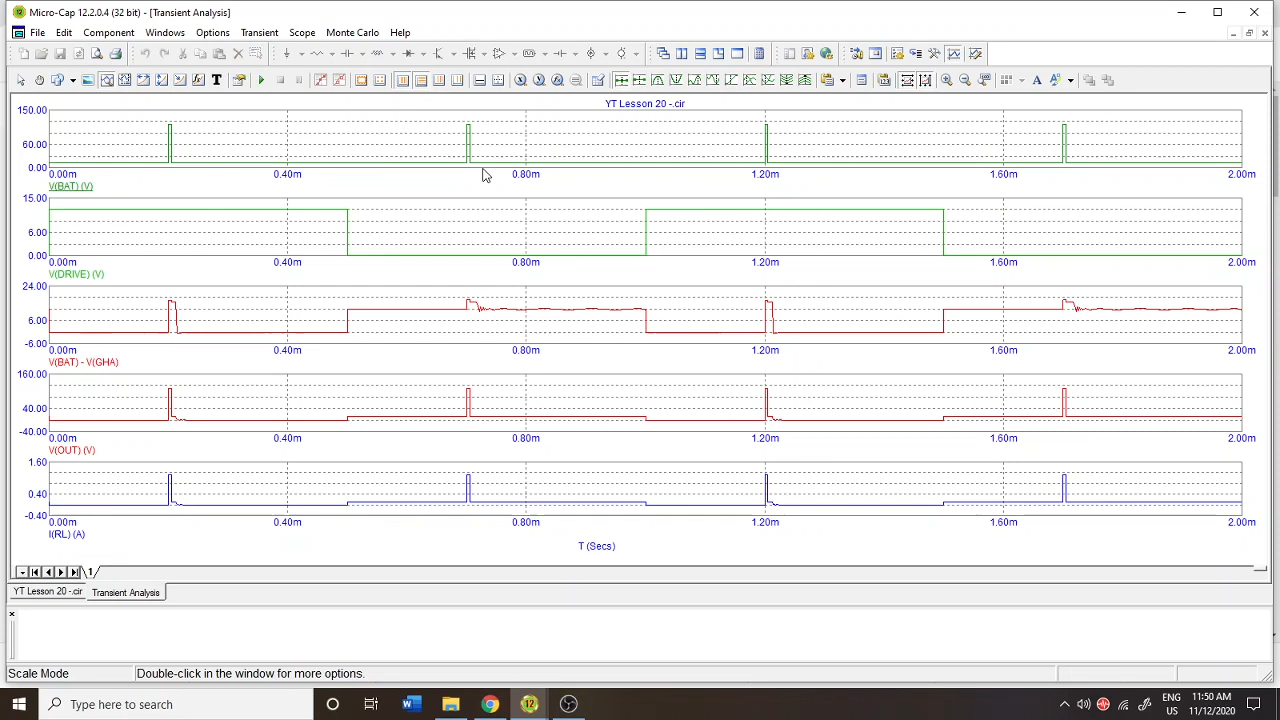 Micro-Cap 12.2.0.4 (32 bit) - [Transient Analysis]
File Edit Component Windows Options Transient Scope Monte Carlo Help
YT Lesson 20 -.cir
150.00
60.00
0.00
0.00m 0.40m 0.80m 1.20m 1.60m 2.00m
V(BAT) (V)
15.00
6.00
0.00
0.00m 0.40m 0.80m 1.20m 1.60m 2.00m
V(DRIVE) (V)
24.00
6.00
-6.00
0.00m 0.40m 0.80m 1.20m 1.60m 2.00m
V(BAT) - V(GHA)
160.00
40.00
-40.00
0.00m 0.40m 0.80m 1.20m 1.60m 2.00m
V(OUT) (V)
1.60
0.40
-0.40
0.00m 0.40m 0.80m 1.20m 1.60m 2.00m
I(RL) (A)
T (Secs)
1
YT Lesson 20 -.cir Transient Analysis
Scale Mode Double-click in the window for more options.
Type here to search
ENG
US
11:50 AM
11/12/2020